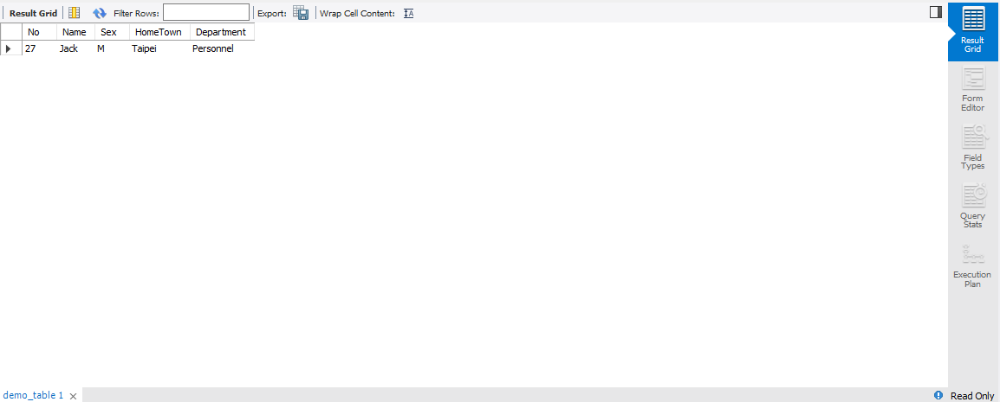 Result Grid Filter Rows: Export: Wrap Cell Content:
No Name Sex HomeTown Department
27 Jack M Taipei Personnel
Result
Grid
Form
Editor
Field
Types
Query
Stats
Execution
Plan
demo_table 1
Read Only